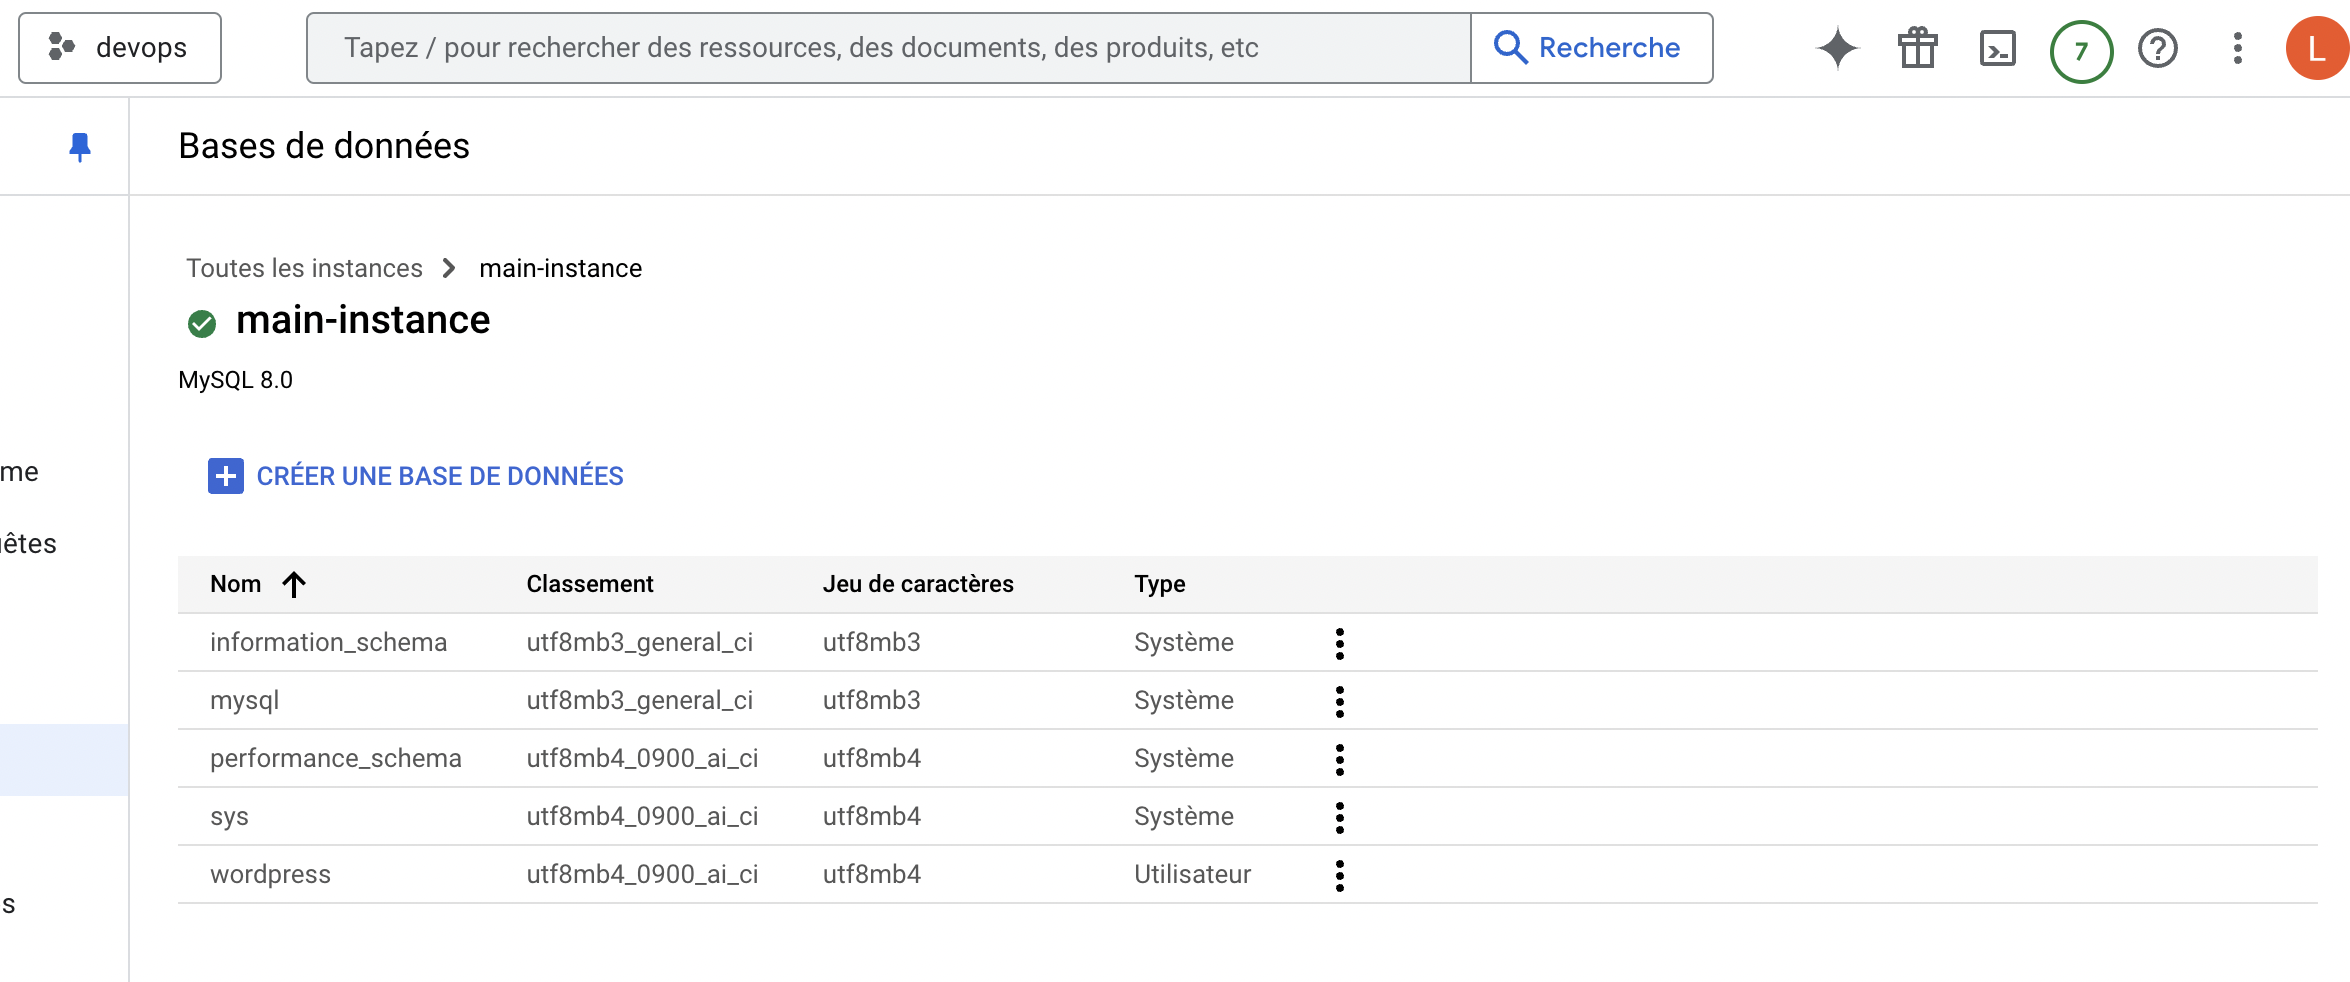 devops
Tapez / pour rechercher des ressources, des documents, des produits, etc
Recherche
7
L
Bases de données
Toutes les instances
main-instance
main-instance
MySQL 8.0
me
êtes
s
CRÉER UNE BASE DE DONNÉES
Nom Classement Jeu de caractères Type
information_schema utf8mb3_general_ci utf8mb3 Système
mysql utf8mb3_general_ci utf8mb3 Système
performance_schema utf8mb4_0900_ai_ci utf8mb4 Système
sys utf8mb4_0900_ai_ci utf8mb4 Système
wordpress utf8mb4_0900_ai_ci utf8mb4 Utilisateur